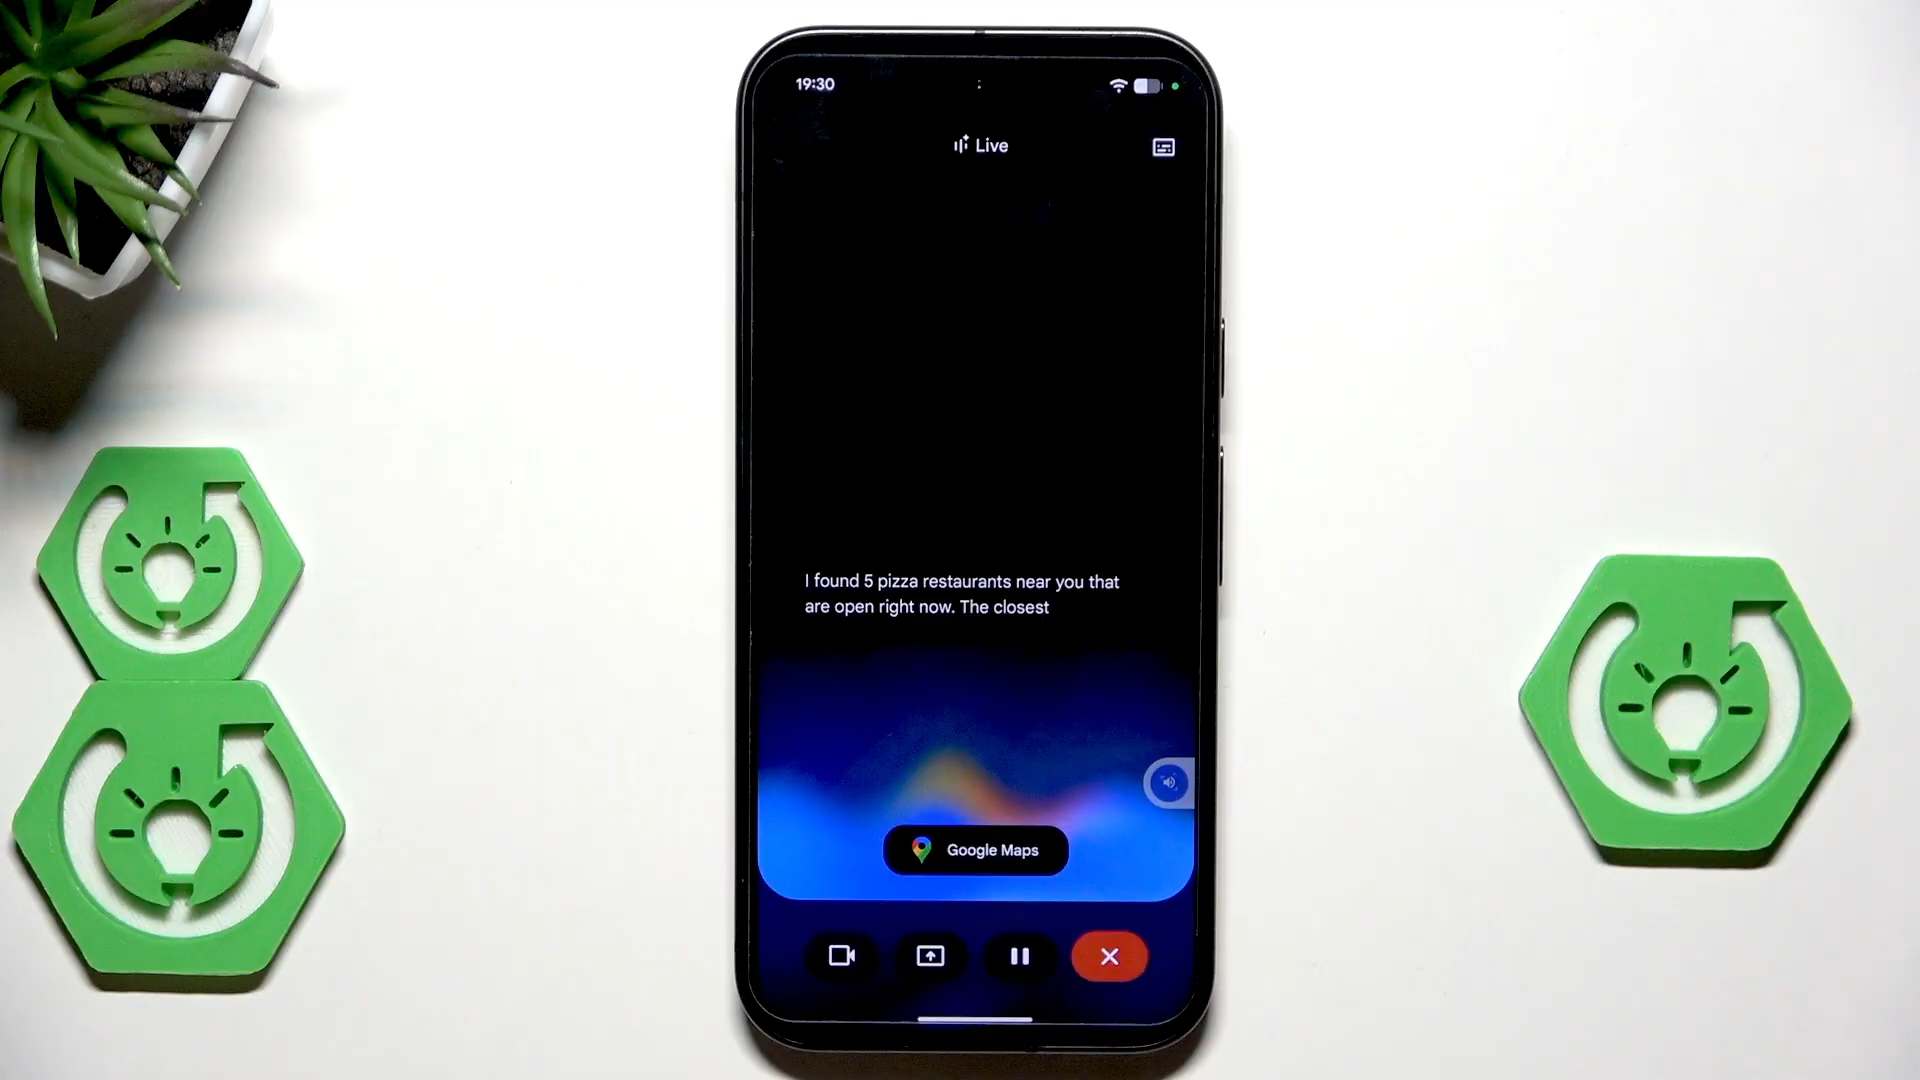 19:30
Live
I found 5 pizza restaurants near you that
are open right now. The closest
Google Maps